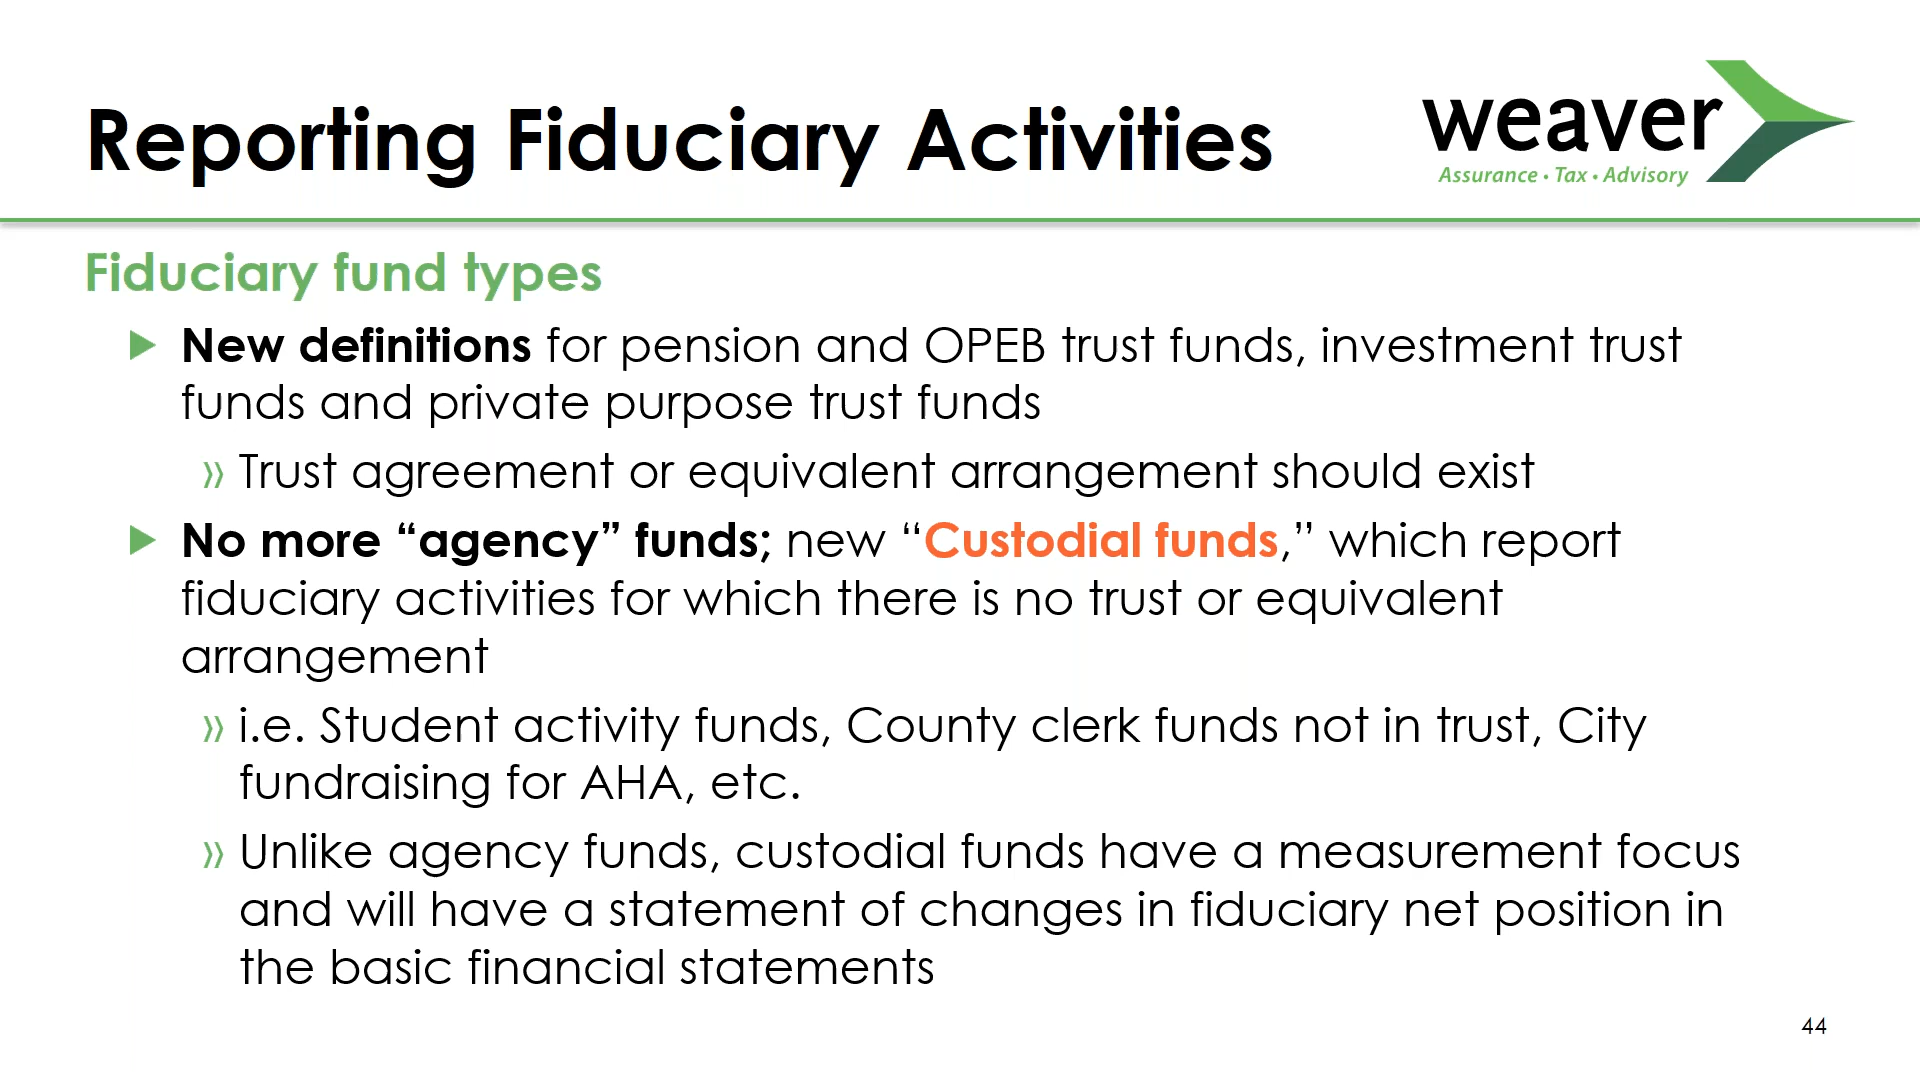 Reporting Fiduciary Activities
weaver
Assurance • Tax • Advisory
Fiduciary fund types
New definitions for pension and OPEB trust funds, investment trust
funds and private purpose trust funds
» Trust agreement or equivalent arrangement should exist
No more “agency” funds; new “Custodial funds,” which report
fiduciary activities for which there is no trust or equivalent
arrangement
» i.e. Student activity funds, County clerk funds not in trust, City
fundraising for AHA, etc.
» Unlike agency funds, custodial funds have a measurement focus
and will have a statement of changes in fiduciary net position in
the basic financial statements
44